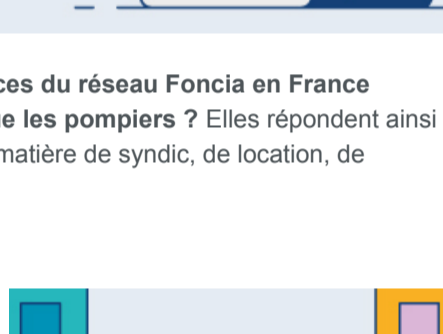 ces du réseau Foncia en France
e les pompiers ? Elles répondent ainsi
matière de syndic, de location, de